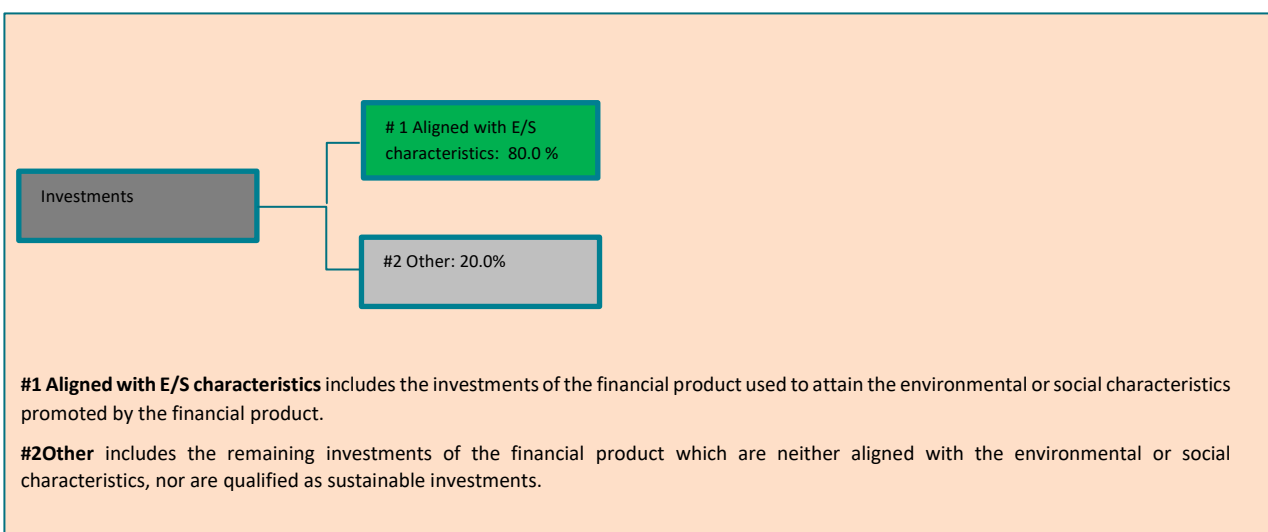 # 1 Aligned with E/S
characteristics:  80.0 %
Investments
#2 Other: 20.0%
#1 Aligned with E/S characteristics includes the investments of the financial product used to attain the environmental or social characteristics
promoted by the financial product.
#2Other includes the remaining investments of the financial product which are neither aligned with the environmental or social
characteristics, nor are qualified as sustainable investments.